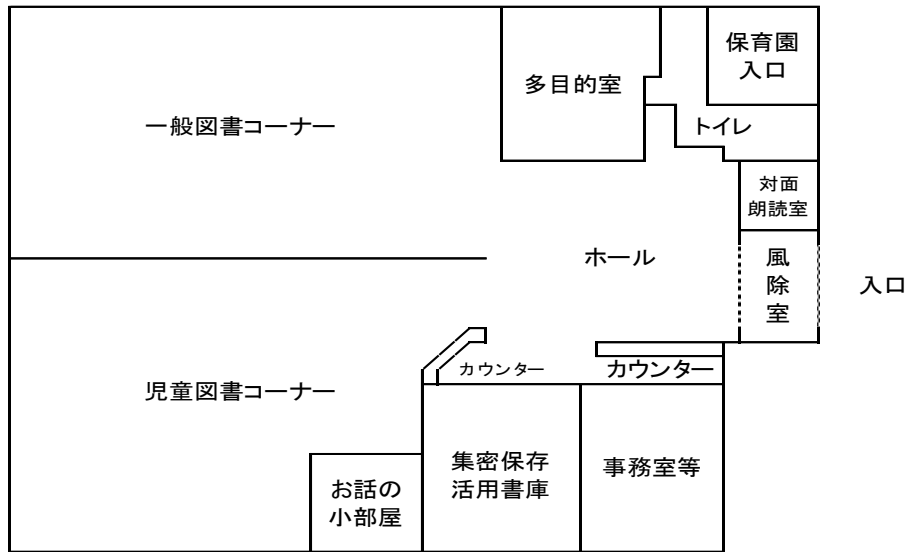 保育園
入口
多目的室
一般図書コーナー
トイレ
対面
朗読室
ホール
風
除
室
入口
カウンター
カウンター
児童図書コーナー
集密保存
活用書庫
事務室等
お話の
小部屋